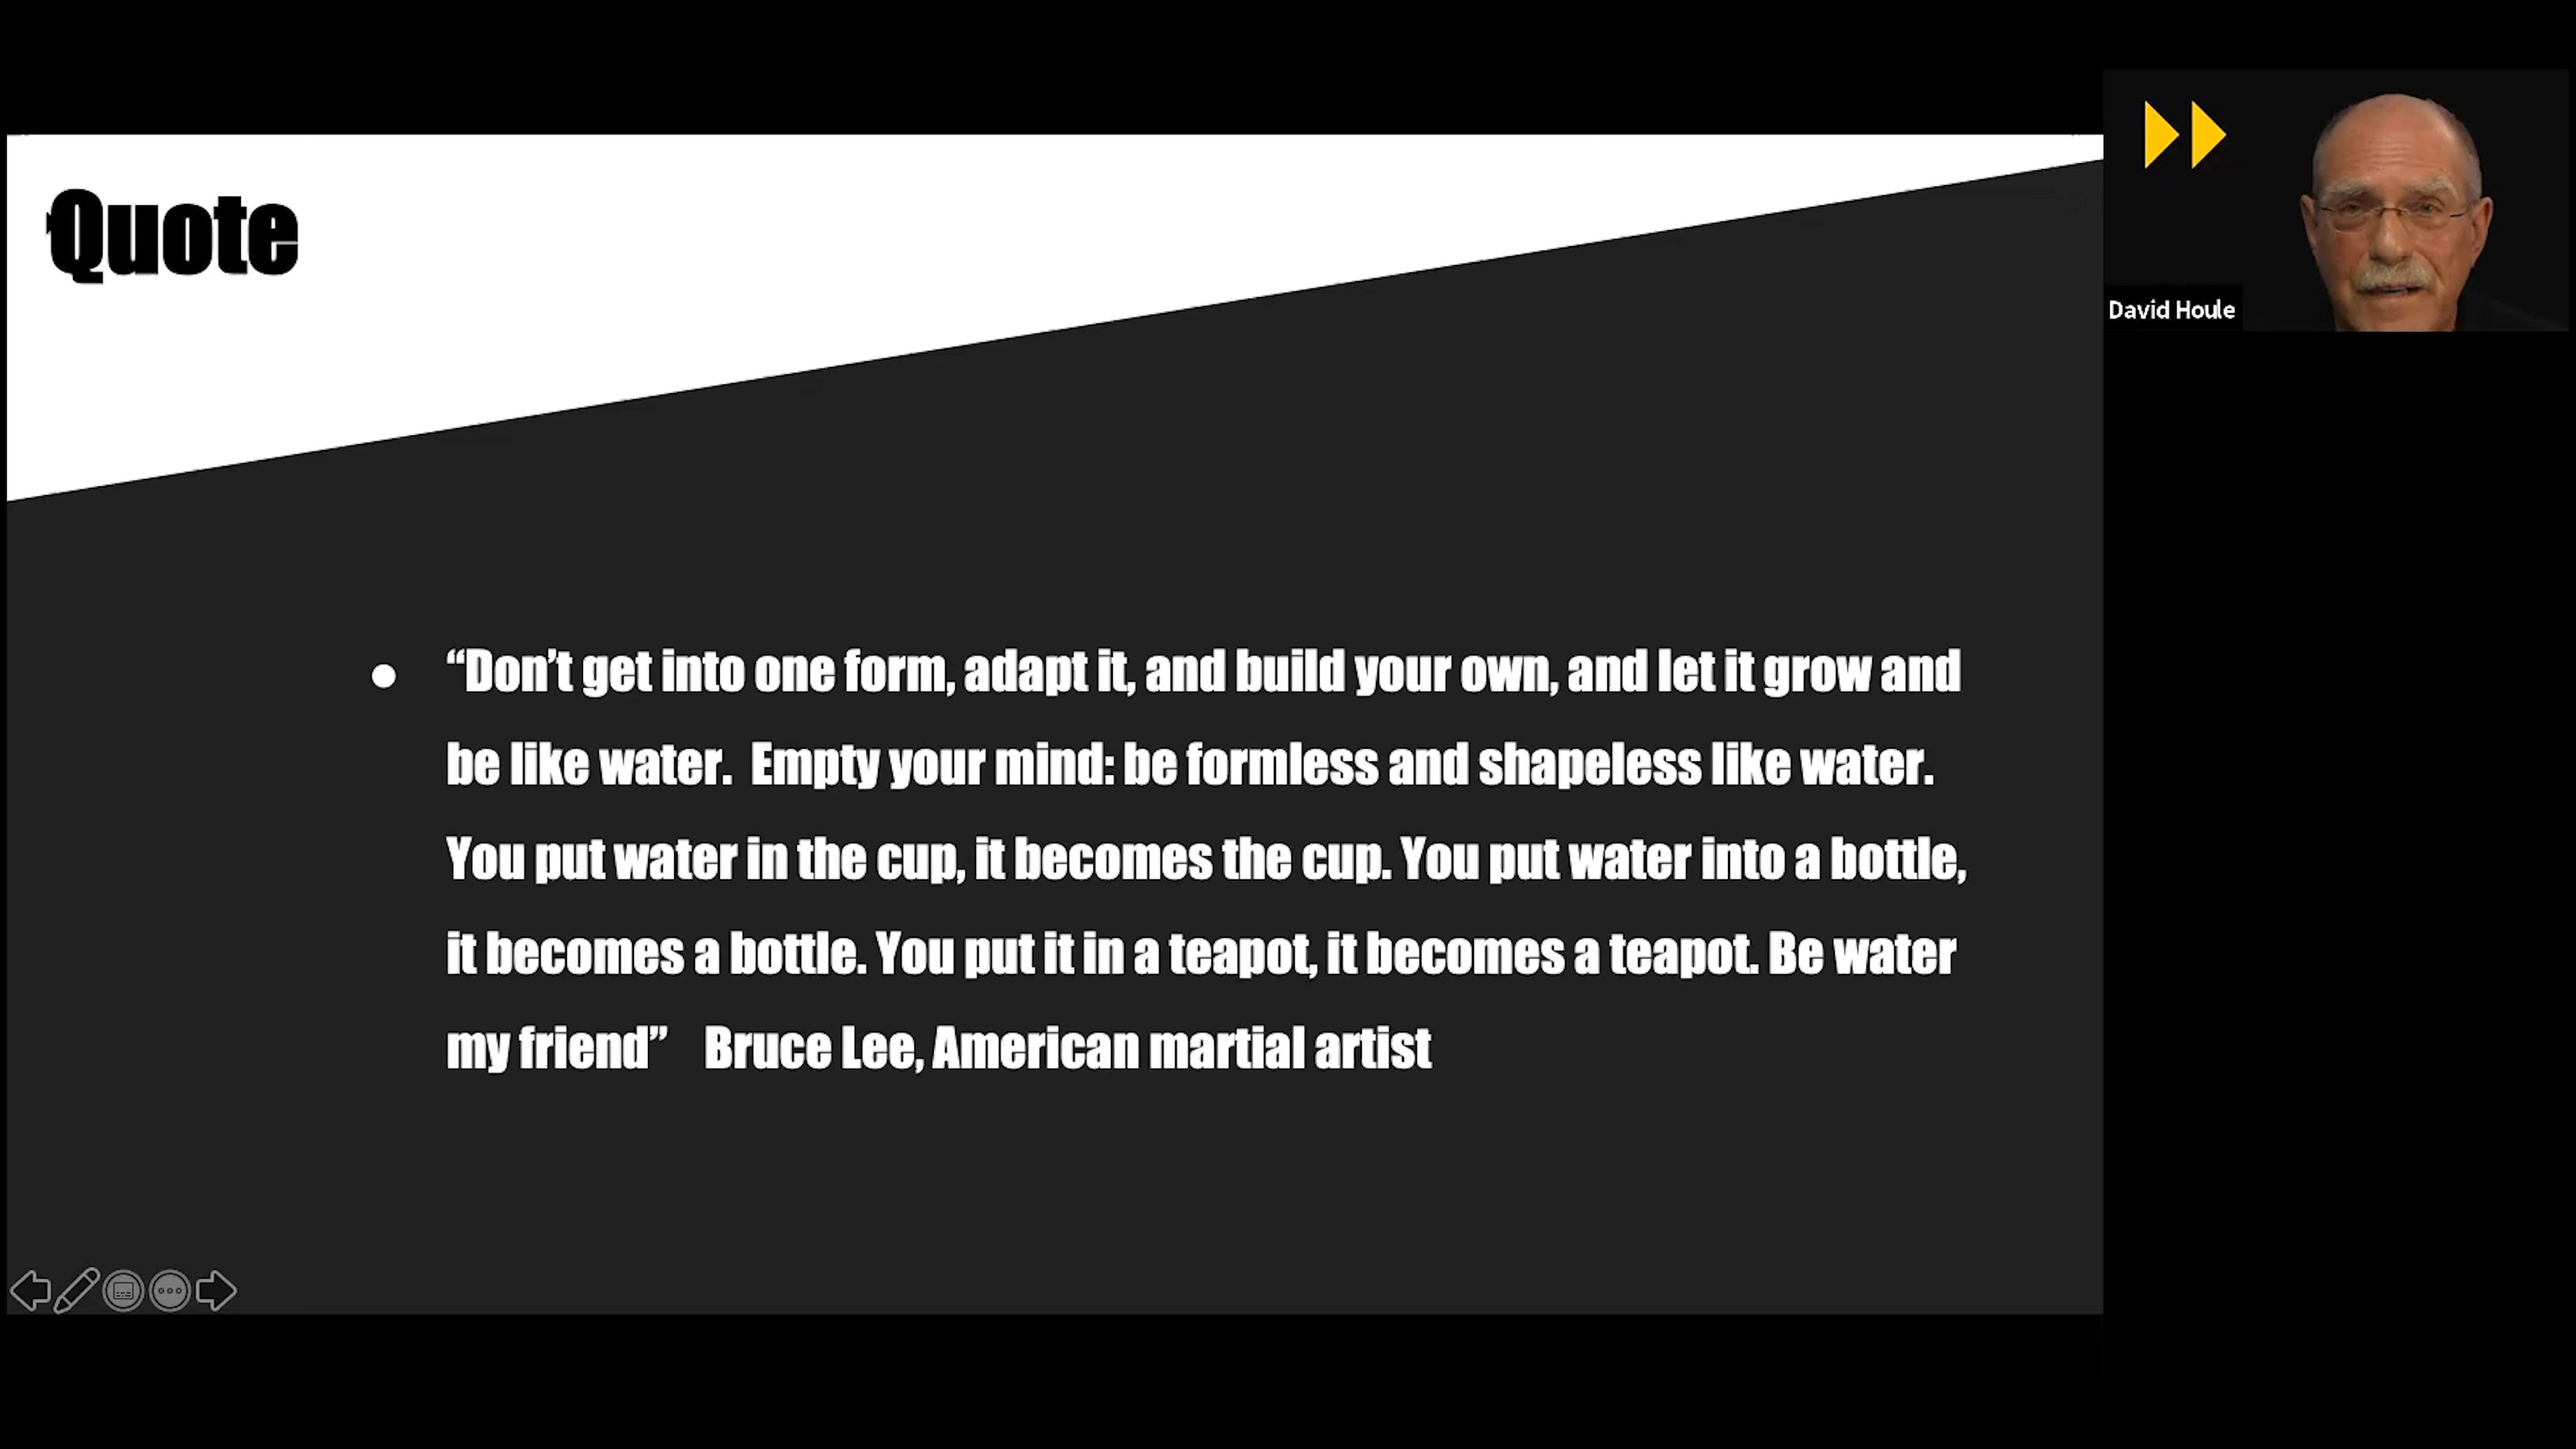 Quote
David Houle
● “Don’t get into one form, adapt it, and build your own, and let it grow and
be like water.  Empty your mind: be formless and shapeless like water.
You put water in the cup, it becomes the cup. You put water into a bottle,
it becomes a bottle. You put it in a teapot, it becomes a teapot. Be water
my friend”    Bruce Lee, American martial artist